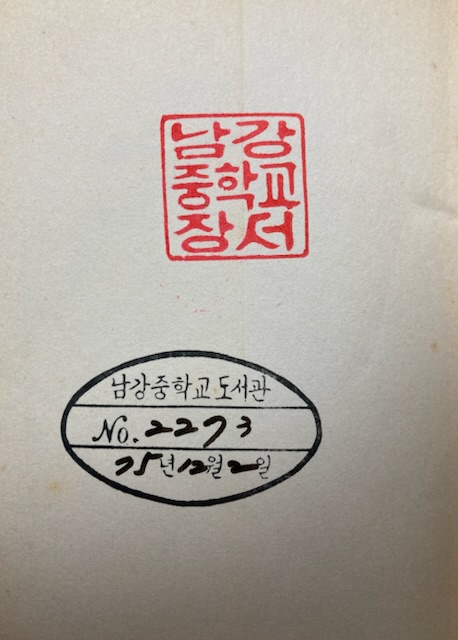 남강
중학교
장서
남강중학교도서관
No. 2273
75년 12월 2일